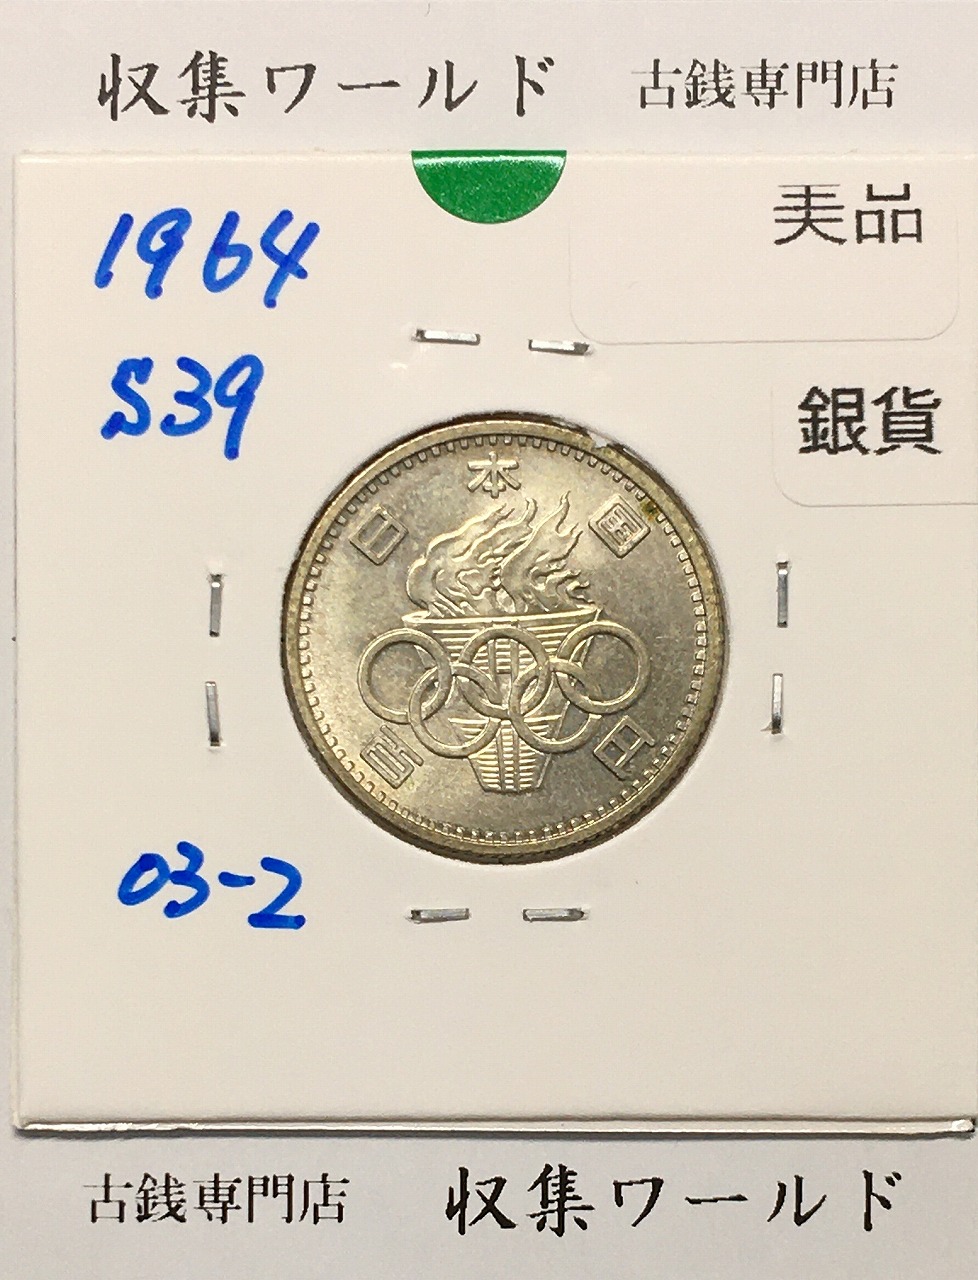 収集ワールド 古銭専門店
1964
美品
S39
銀貨
日本国
百円
03-2
古銭専門店 収集ワールド